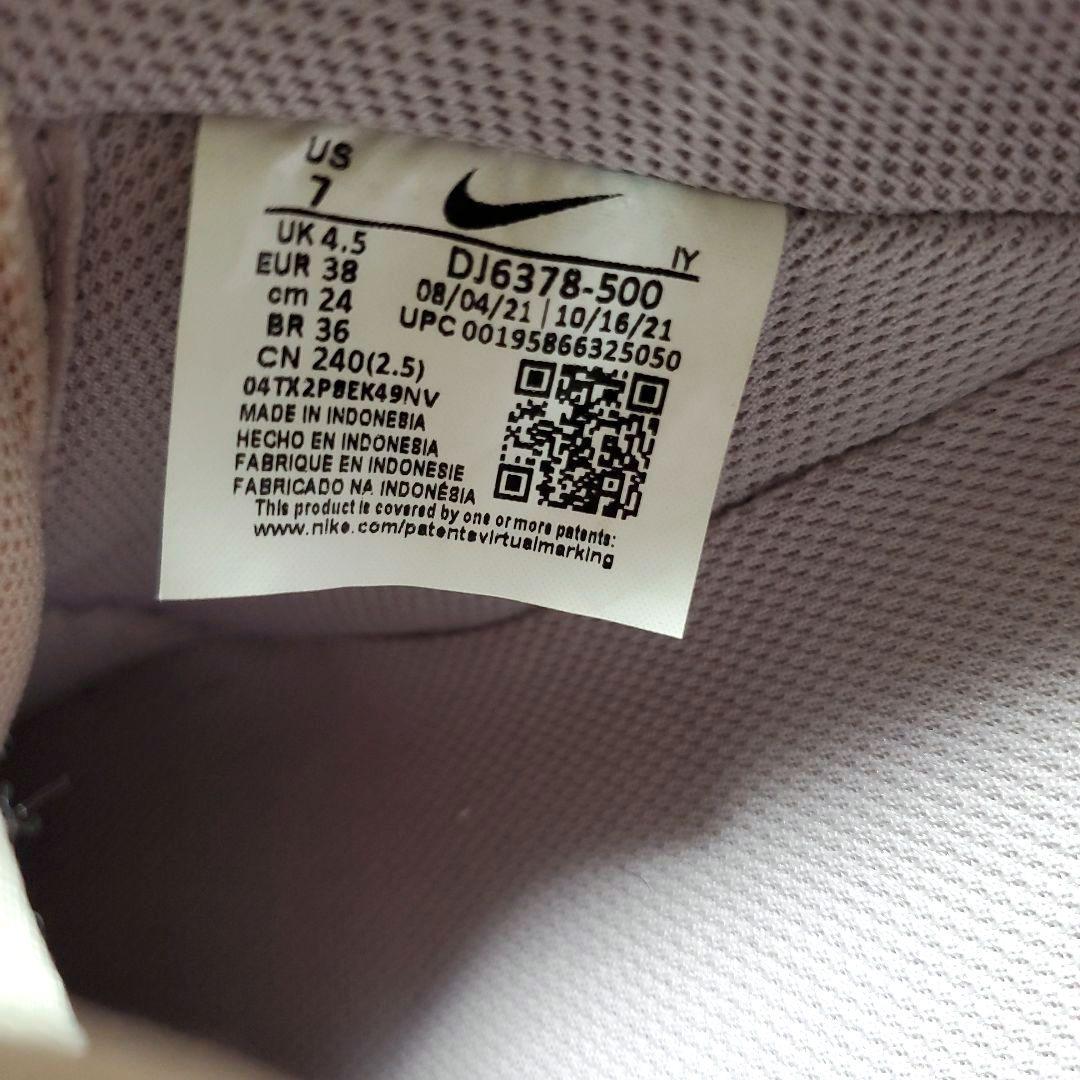 US
7
UK 4.5
EUR 38
cm 24
BR 36
CN 240(2.5)
04TX2P8EK49NV
MADE IN INDONESIA
HECHO EN INDONESIA
FABRIQUE EN INDONESIE
FABRICADO NA INDONÉSIA
IY
DJ6378-500
08/04/21 | 10/16/21
UPC 00195866325050
This product is covered by one or more patents:
www.nike.com/patentsvirtualmarking